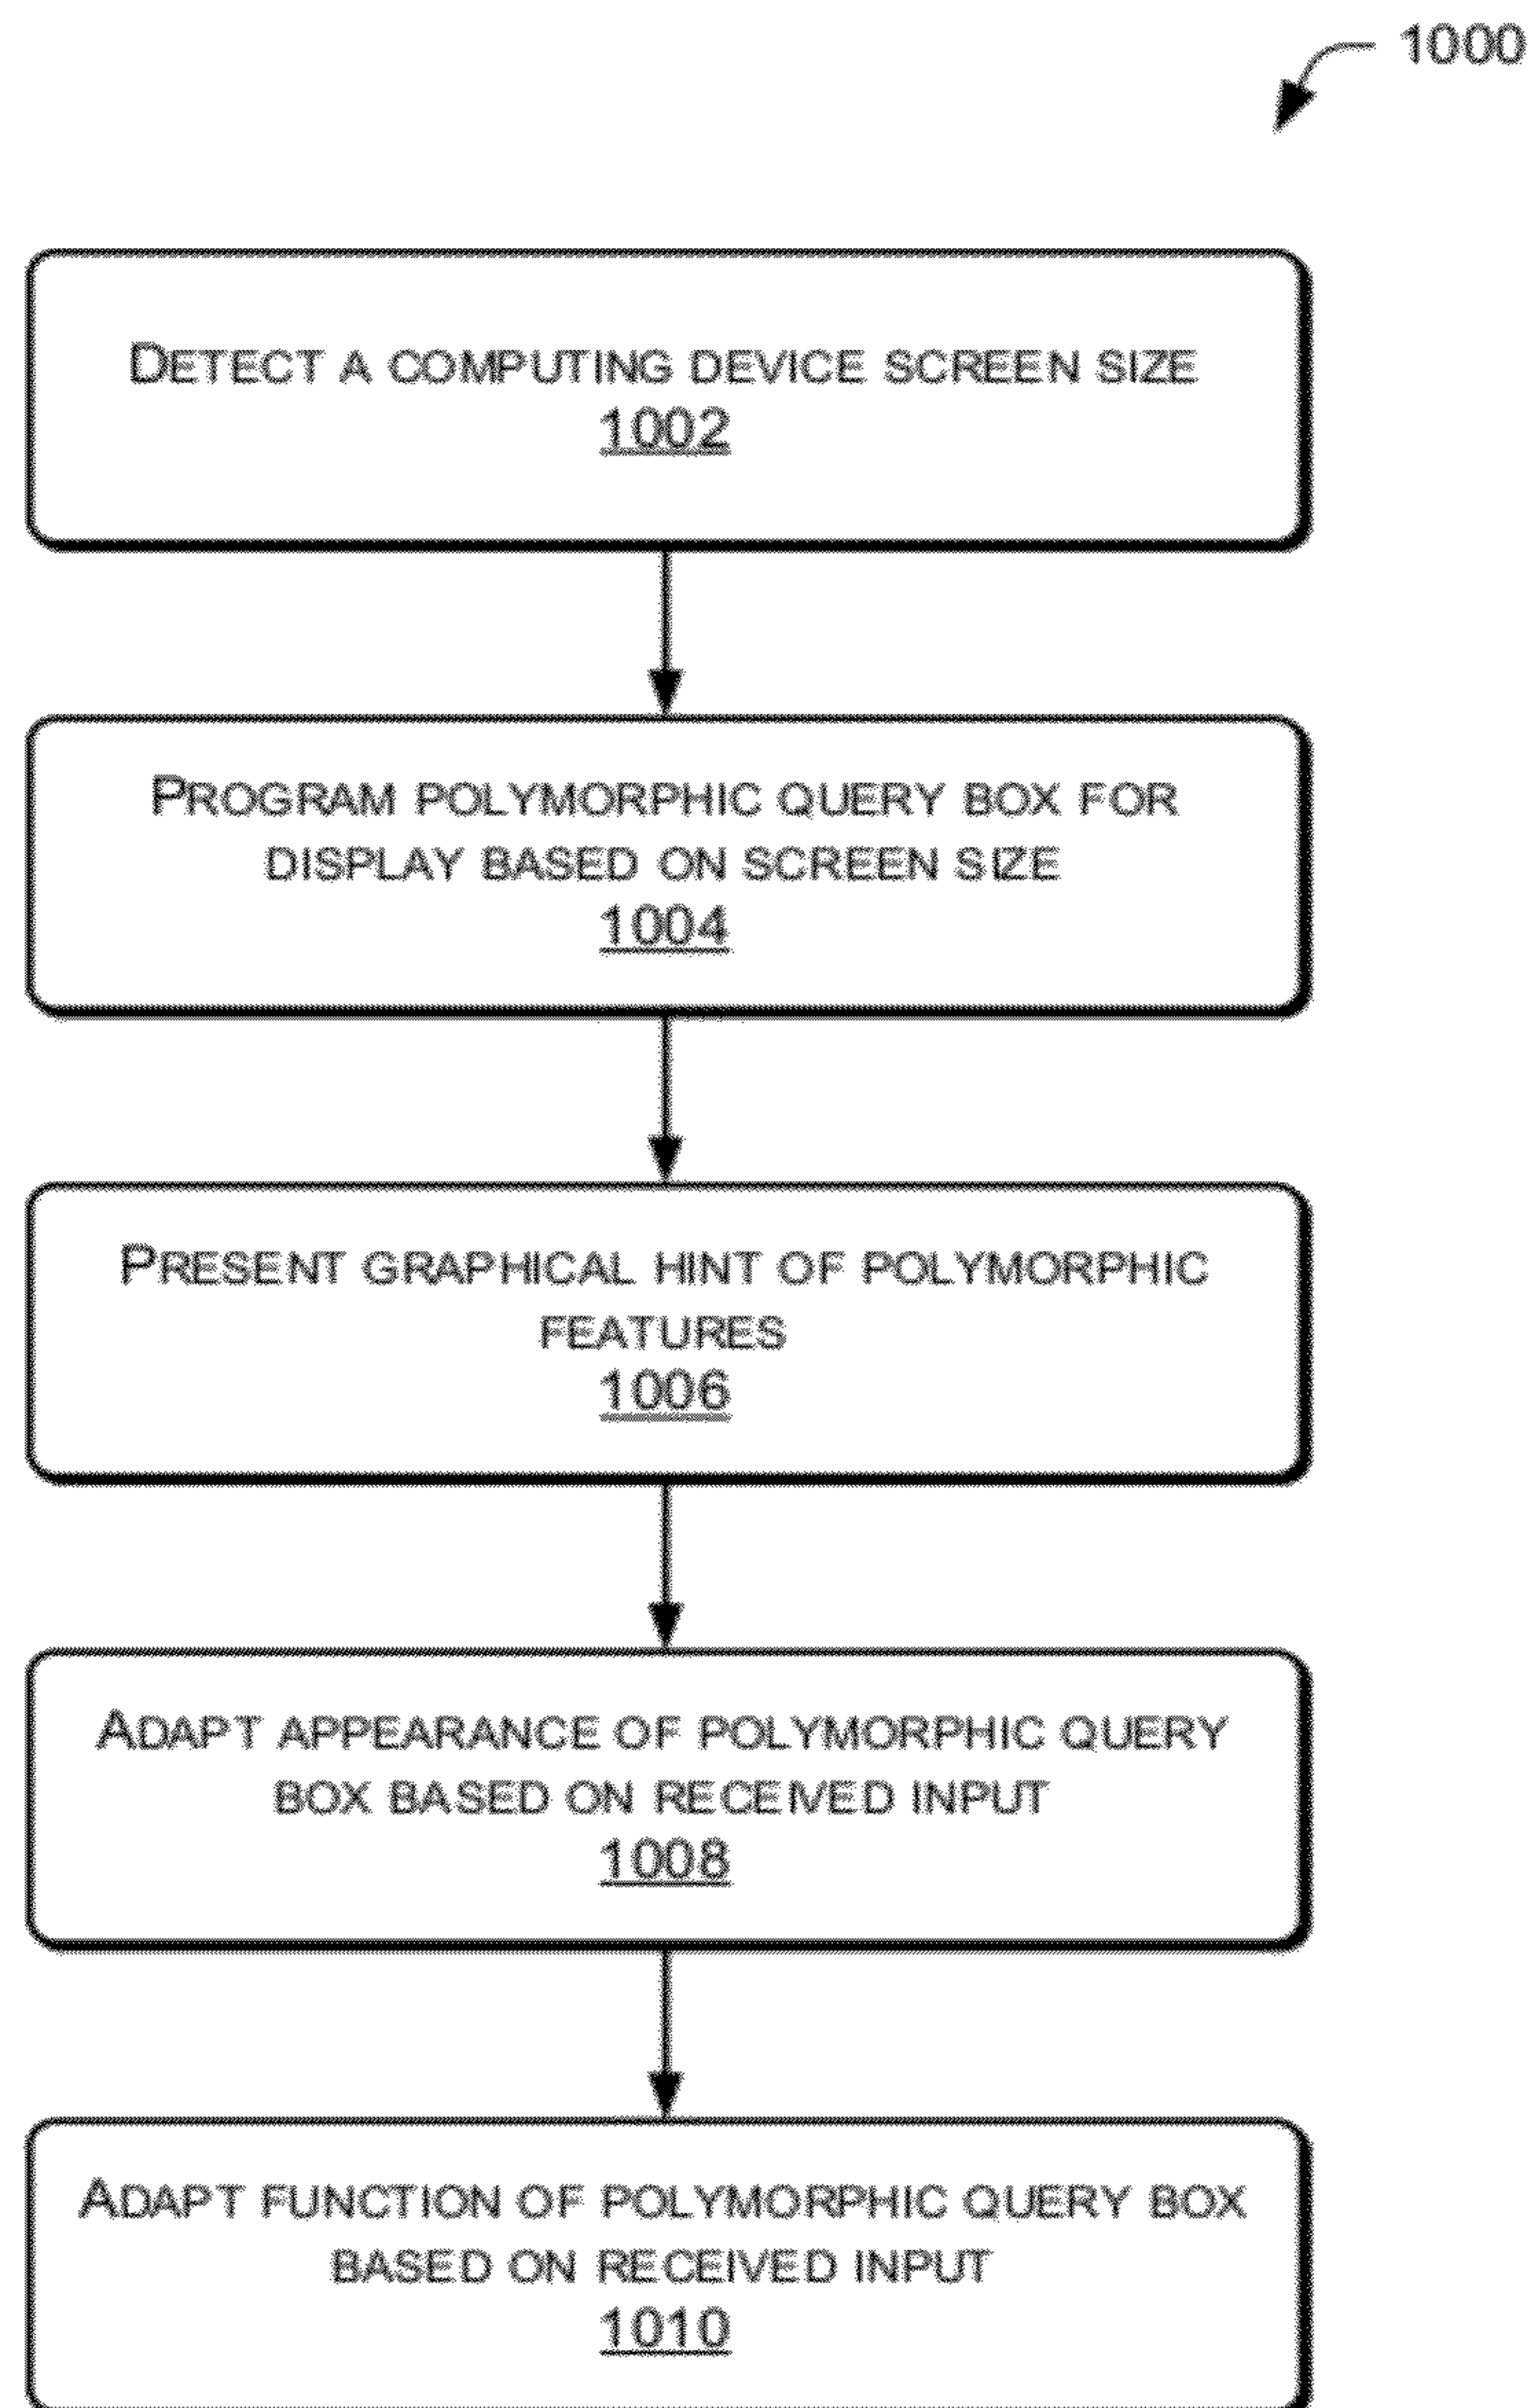 1000
DETECT A COMPUTING DEVICE SCREEN SIZE
1002
PROGRAM POLYMORPHIC QUERY BOX FOR
DISPLAY BASED ON SCREEN SIZE
1004
PRESENT GRAPHICAL HINT OF POLYMORPHIC
FEATURES
1006
ADAPT APPEARANCE OF POLYMORPHIC QUERY
BOX BASED ON RECEIVED INPUT
1008
ADAPT FUNCTION OF POLYMORPHIC QUERY BOX
BASED ON RECEIVED INPUT
1010